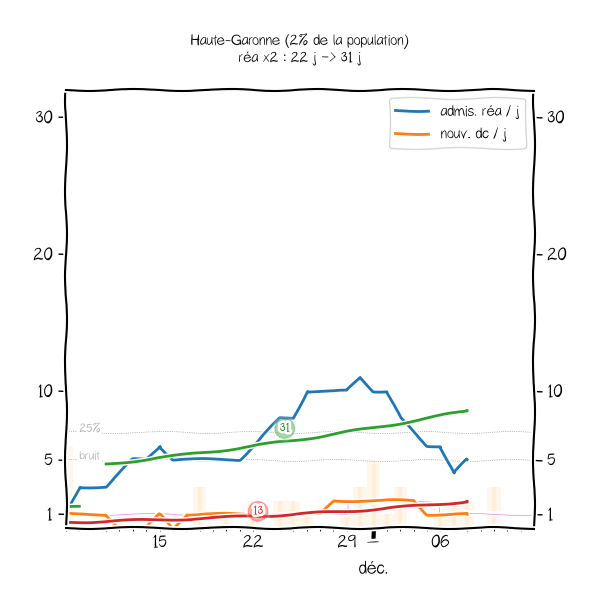 Haute-Garonne (2% de la population)
réa x2 : 22 j -> 31 j
admis. réa / j
nouv. dc / j
30
30
20
20
10
10
25%
31
bruit
5
5
13
1
1
15
22
29
06
déc.